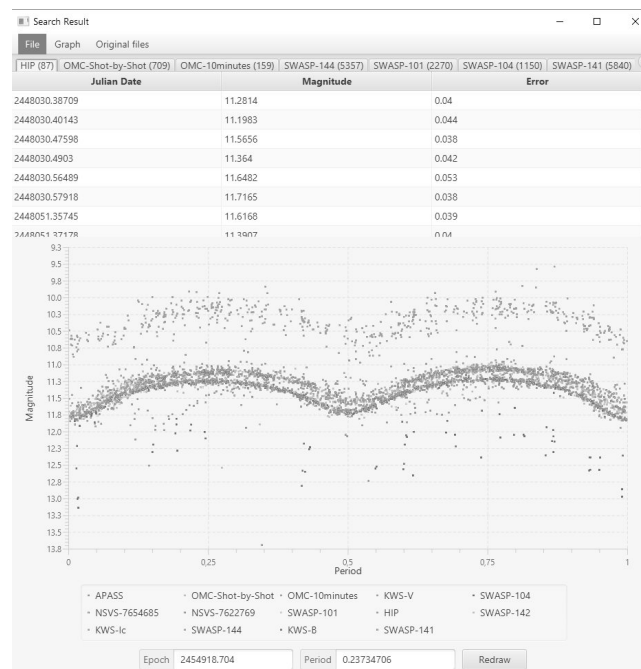 Search Result
File Graph Original files
HIP (87) OMC-Shot-by-Shot (709) OMC-10minutes (159) SWASP-144 (5357) SWASP-101 (2270) SWASP-104 (1150) SWASP-141 (5840)
Julian Date Magnitude Error
2448030.38709 11.2814 0.04
2448030.40143 11.1983 0.044
2448030.47598 11.5656 0.038
2448030.4903 11.364 0.042
2448030.56489 11.6482 0.053
2448030.57918 11.7165 0.038
2448051.35745 11.6168 0.039
2448051.37178 11.3907 0.04
9.3
9.5
9.8
10.0
10.3
10.5
10.8
11.0
11.3
11.5
11.8
12.0
12.3
12.5
12.8
13.0
13.3
13.5
13.8
Magnitude
0 0,25 0,5 0,75 1
Period
APASS OMC-Shot-by-Shot OMC-10minutes KWS-V SWASP-104
NSVS-7654685 NSVS-7622769 SWASP-101 HIP SWASP-142
KWS-Ic SWASP-144 KWS-B SWASP-141
Epoch 2454918.704 Period 0.23734706 Redraw